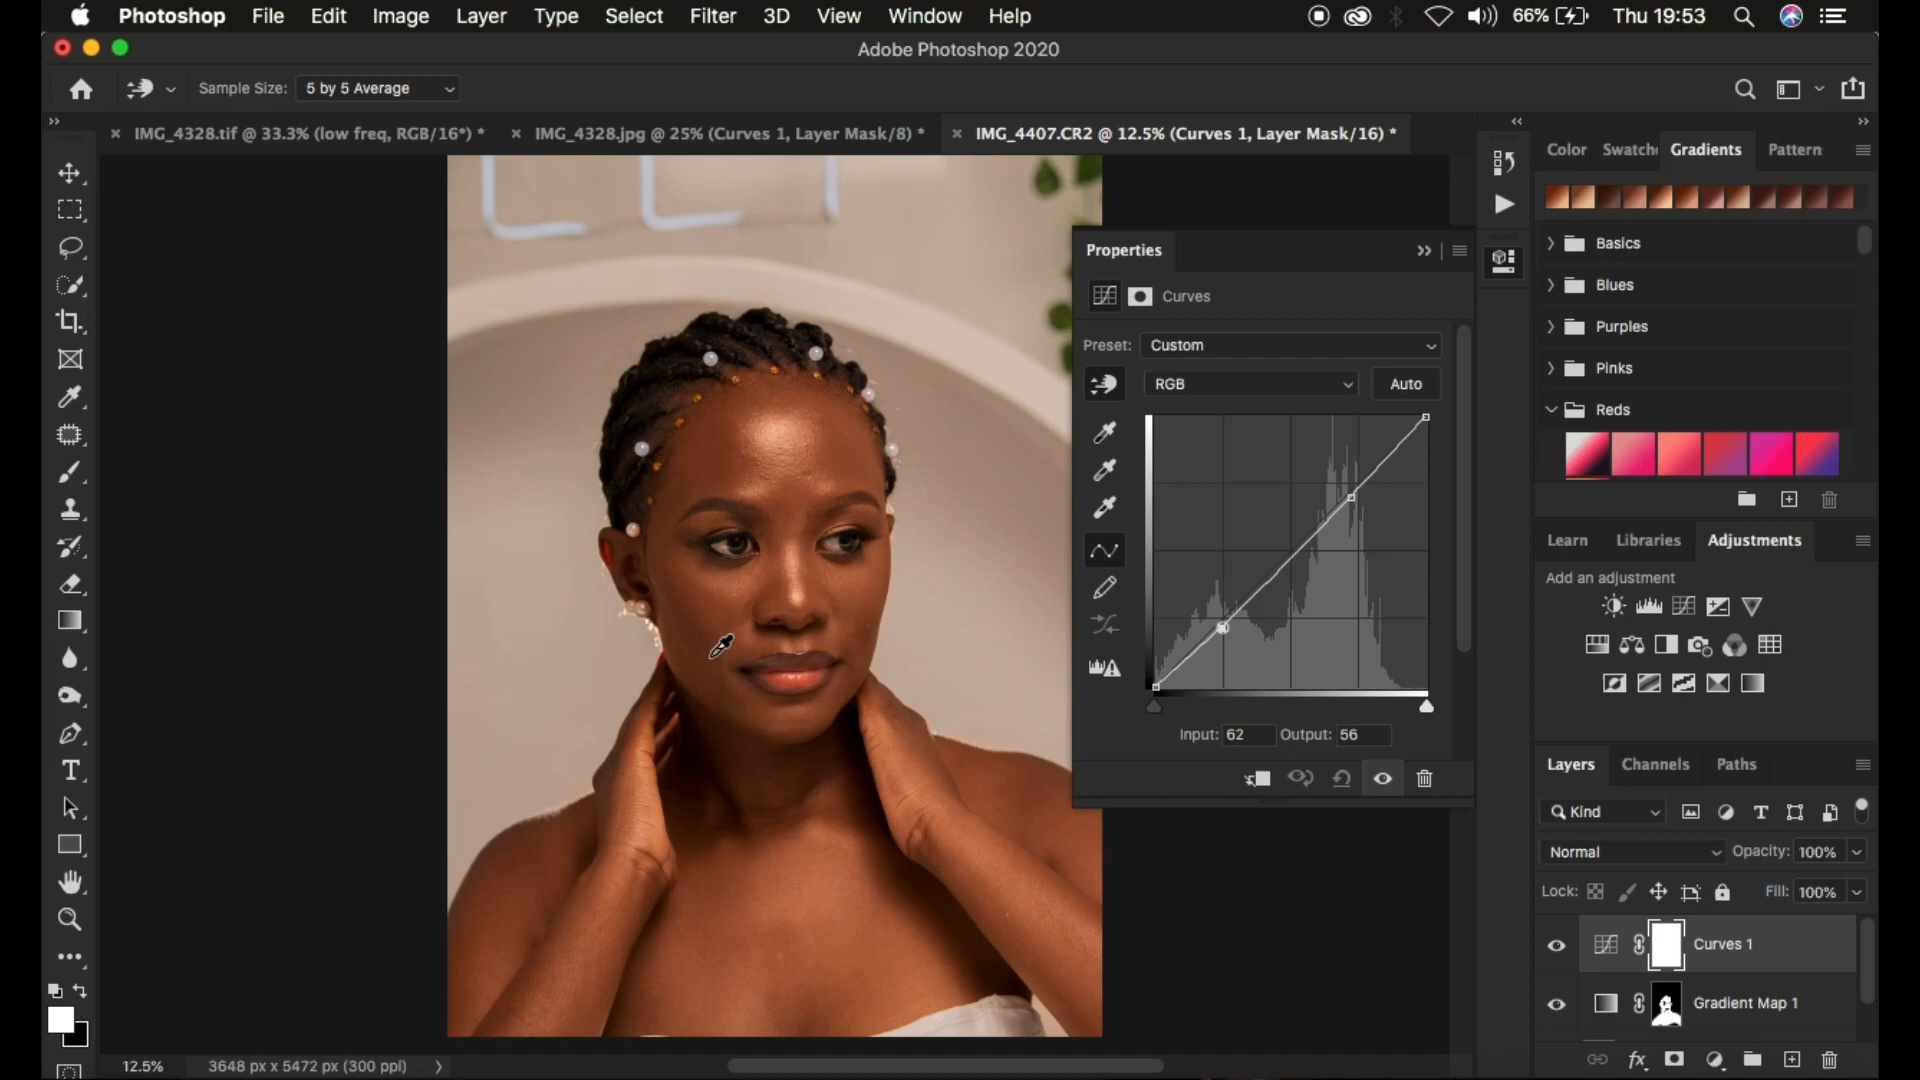 Photoshop File Edit Image Layer Type Select Filter 3D View Window Help 66% Thu 19:53
Adobe Photoshop 2020
Sample Size: 5 by 5 Average
IMG_4328.tif @ 33.3% (low freq, RGB/16*) * IMG_4328.jpg @ 25% (Curves 1, Layer Mask/8) * IMG_4407.CR2 @ 12.5% (Curves 1, Layer Mask/16) *
Color Swatche Gradients Pattern
Basics
Blues
Purples
Pinks
Reds
Properties
Curves
Preset: Custom
RGB Auto
Input: 62 Output: 56
Learn Libraries Adjustments
Add an adjustment
Layers Channels Paths
Kind
Normal Opacity: 100%
Lock: Fill: 100%
Curves 1
Gradient Map 1
12.5% 3648 px x 5472 px (300 ppi)